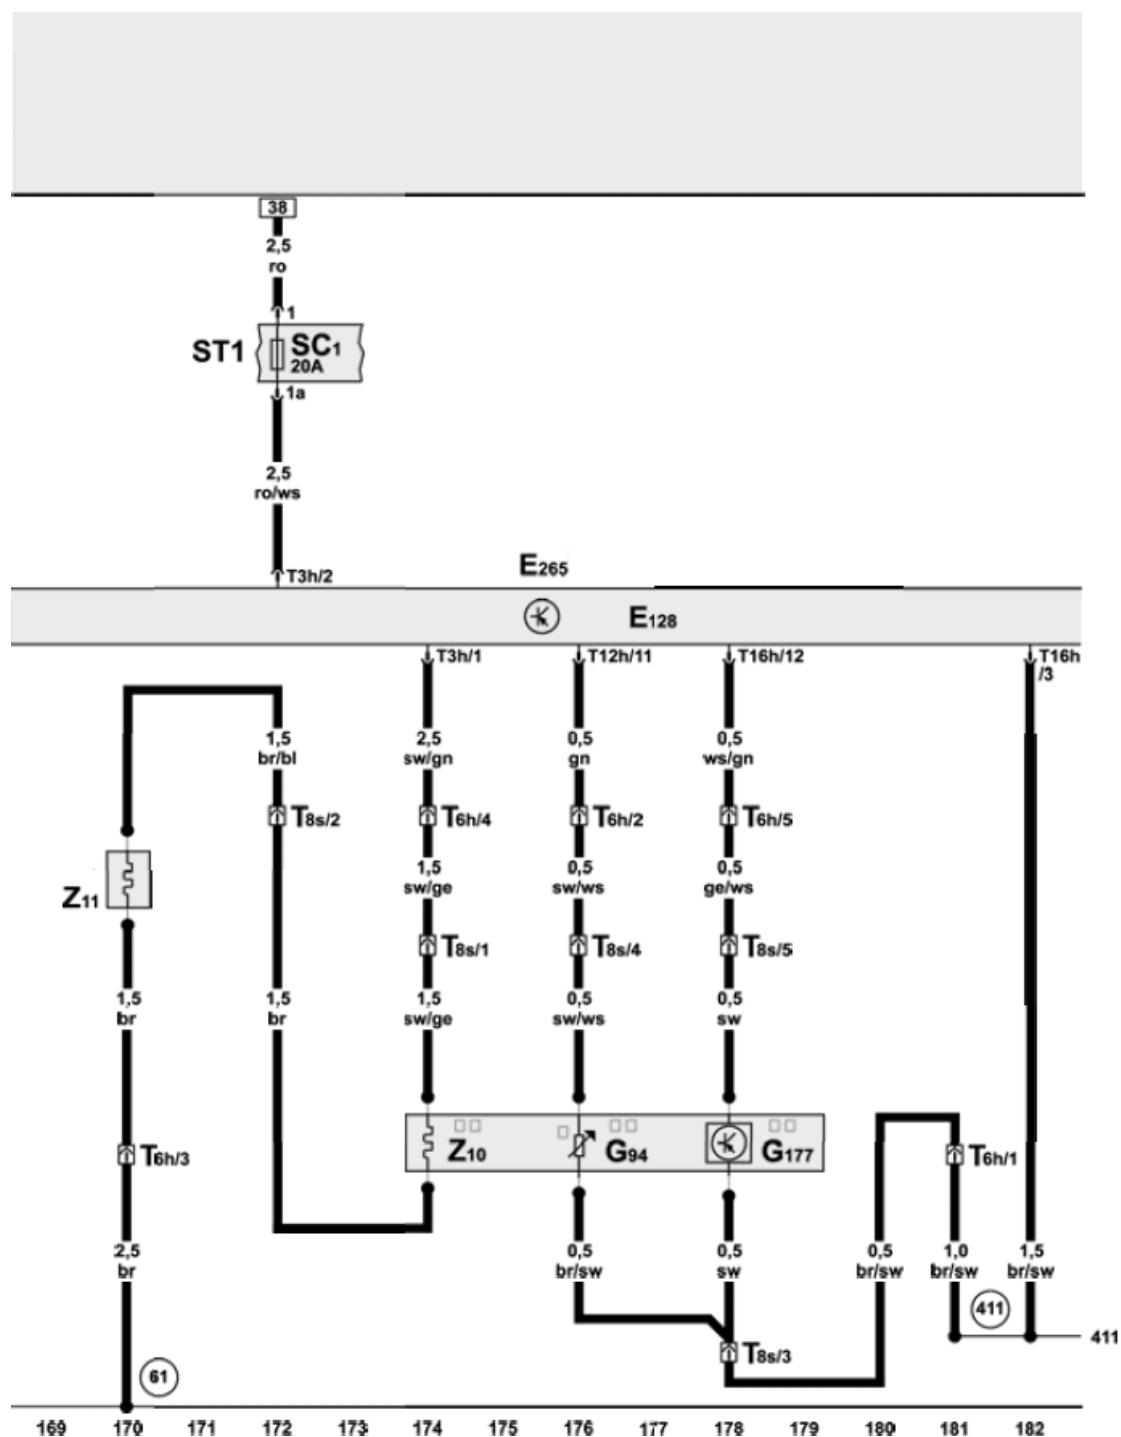 38
2,5
ro
1
ST1 SC1
20A
1a
2,5
ro/ws
T3h/2
E265
E128
T3h/1 T12h/11 T16h/12 T16h
/3
1,5 2,5 0,5 0,5
br/bl sw/gn gn ws/gn
T8s/2 T6h/4 T6h/2 T6h/5
1,5 0,5 0,5
Z11 sw/ge sw/ws ge/ws
T8s/1 T8s/4 T8s/5
1,5 1,5 1,5 0,5 0,5
br br sw/ge sw/ws sw
T6h/3 Z10 G94 G177 T6h/1
2,5 0,5 0,5 0,5 1,0 1,5
br br/sw sw br/sw br/sw br/sw
411
411
T8s/3
61
169 170 171 172 173 174 175 176 177 178 179 180 181 182